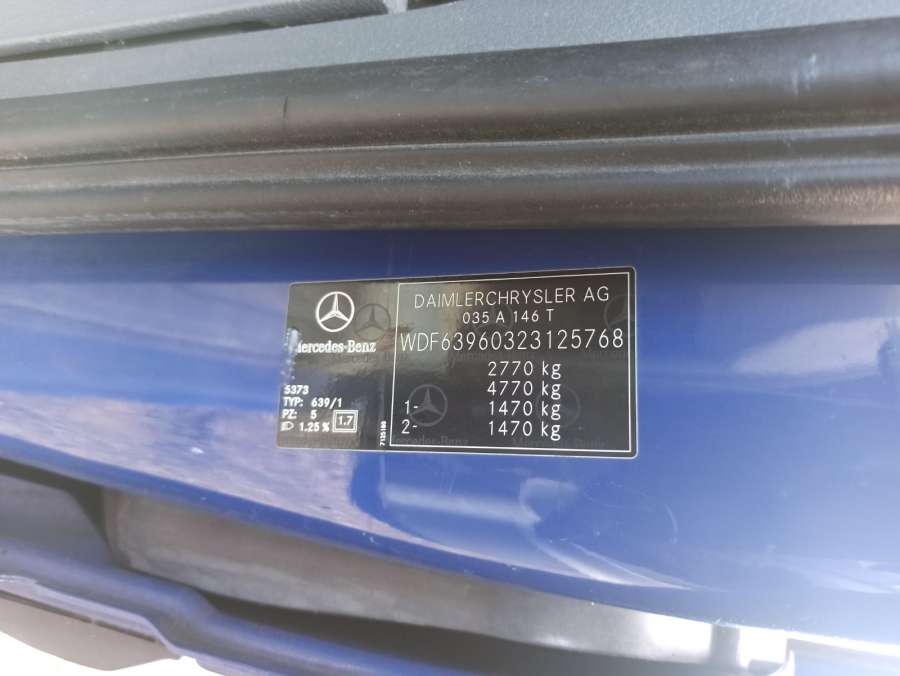 Mercedes-Benz
5373
TYP: 639/1
PZ: 5
1.25 % 1.7
7135180
DAIMLERCHRYSLER AG
035 A 146 T
WDF63960323125768
2770 kg
4770 kg
1- 1470 kg
2- 1470 kg